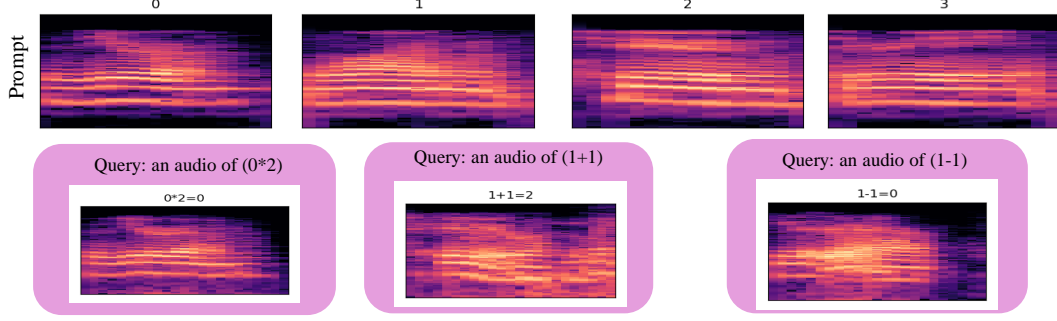 0 1 2 3
Prompt
Query: an audio of (0*2) Query: an audio of (1+1) Query: an audio of (1-1)
0*2=0 1+1=2 1-1=0